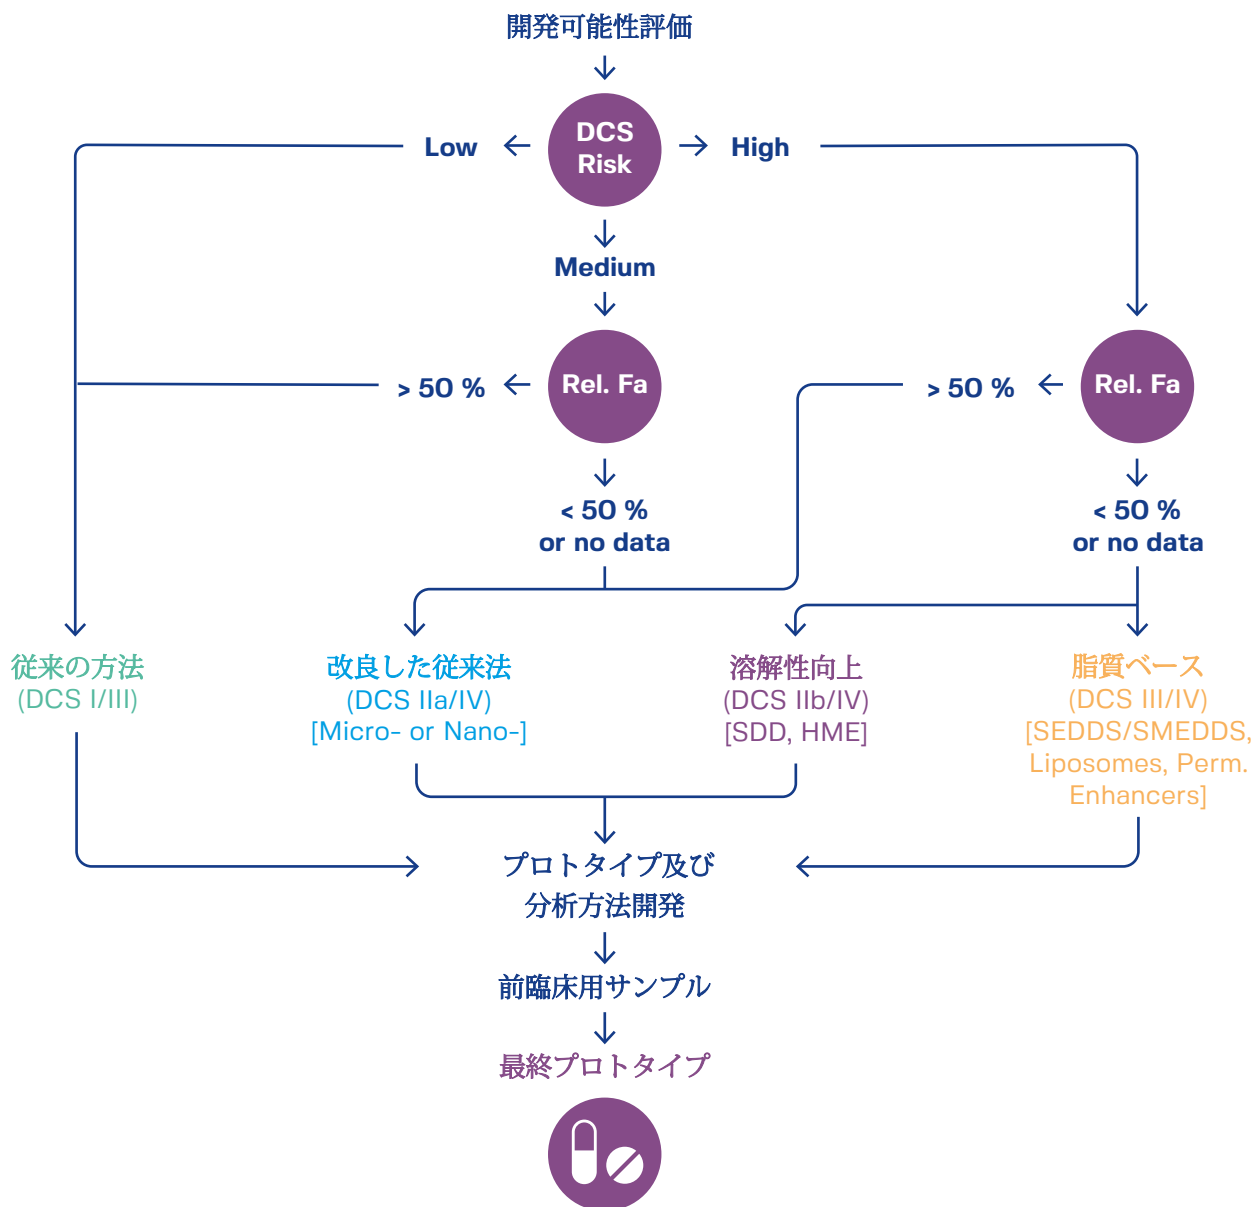 開発可能性評価
DCS
Risk
Low
High
Medium
> 50 %
Rel. Fa
> 50 %
Rel. Fa
< 50 %
or no data
< 50 %
or no data
従来の方法
(DCS I/III)
改良した従来法
(DCS IIa/IV)
[Micro- or Nano-]
溶解性向上
(DCS IIb/IV)
[SDD, HME]
脂質ベース
(DCS III/IV)
[SEDDS/SMEDDS,
Liposomes, Perm.
Enhancers]
プロトタイプ及び
分析方法開発
前臨床用サンプル
最終プロトタイプ